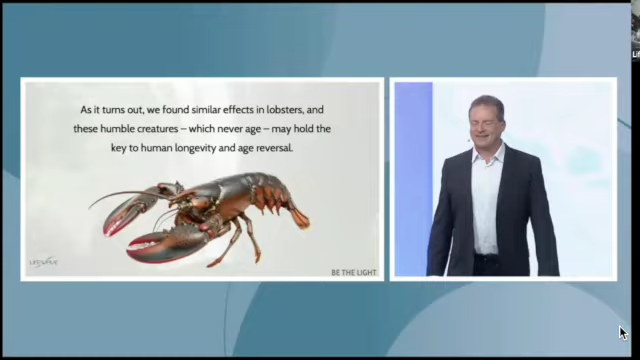 As it turns out, we found similar effects in lobsters, and
these humble creatures – which never age – may hold the
key to human longevity and age reversal.
BE THE LIGHT